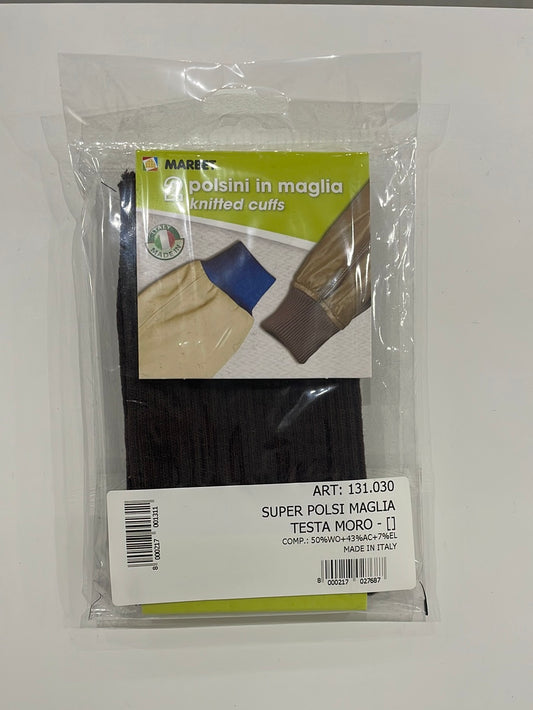 MARBET
2 polsini in maglia
knitted cuffs
ITALY
MADE IN
ART: 131.030
SUPER POLSI MAGLIA
TESTA MORO - []
COMP.: 50%WO+43%AC+7%EL
MADE IN ITALY
8 000217 001311
8 000217 027687